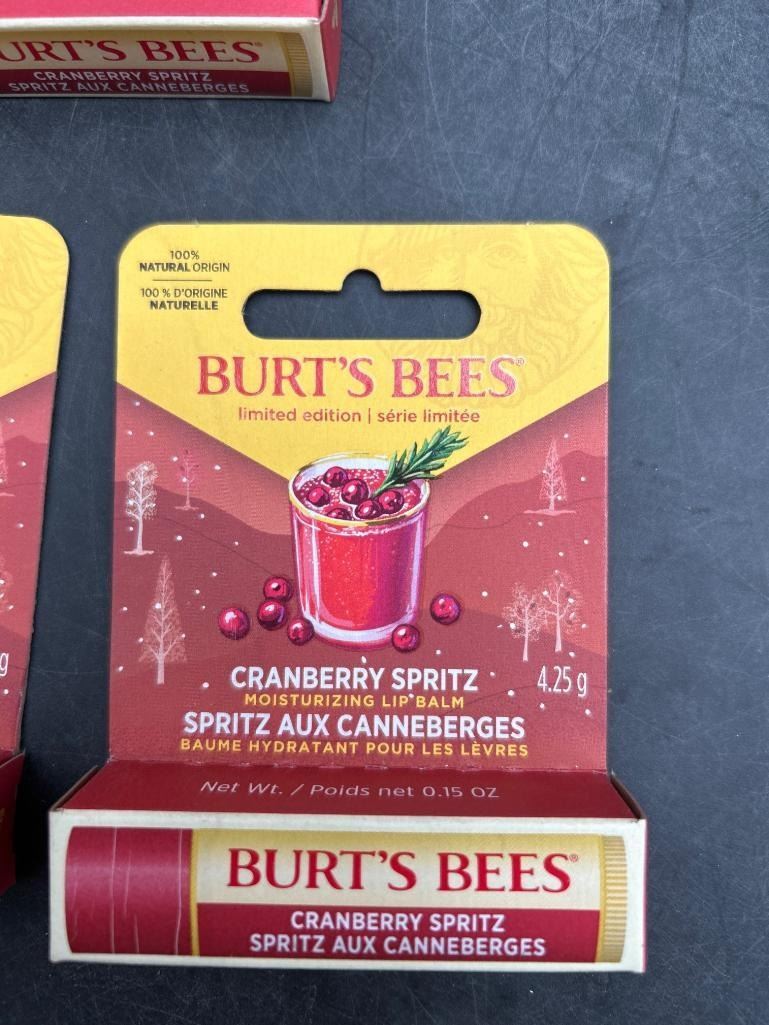 BURT'S BEES®
CRANBERRY SPRITZ
SPRITZ AUX CANNEBERGES
100%
NATURAL ORIGIN
100 % D'ORIGINE
NATURELLE
BURT'S BEES®
limited edition | série limitée
CRANBERRY SPRITZ
4.25 g
MOISTURIZING LIP BALM
SPRITZ AUX CANNEBERGES
BAUME HYDRATANT POUR LES LÈVRES
g
Net Wt. / Poids net 0.15 OZ
BURT'S BEES®
CRANBERRY SPRITZ
SPRITZ AUX CANNEBERGES